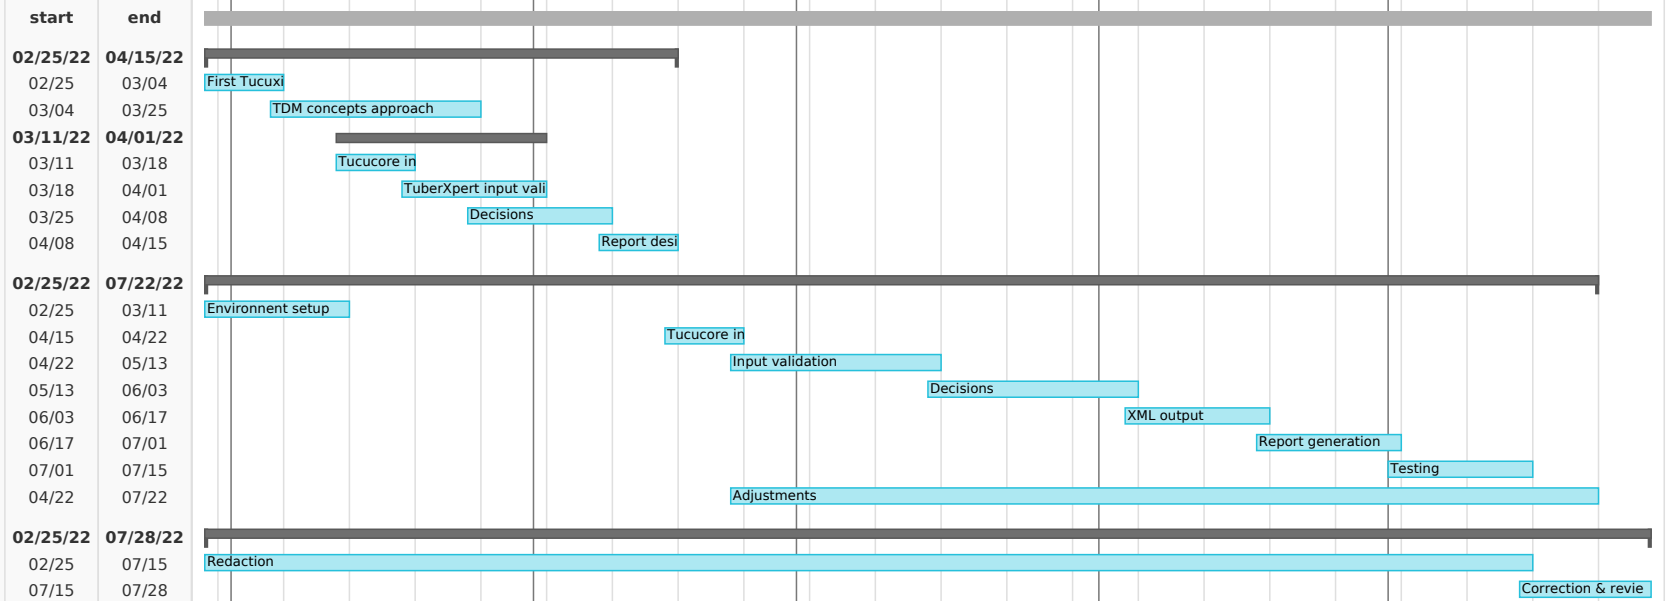 start end
02/25/22 04/15/22
02/25 03/04 First Tucuxi
03/04 03/25 TDM concepts approach
03/11/22 04/01/22
03/11 03/18 Tucucore in
03/18 04/01 TuberXpert input vali
03/25 04/08 Decisions
04/08 04/15 Report desi
02/25/22 07/22/22
02/25 03/11 Environnent setup
04/15 04/22 Tucucore in
04/22 05/13 Input validation
05/13 06/03 Decisions
06/03 06/17 XML output
06/17 07/01 Report generation
07/01 07/15 Testing
04/22 07/22 Adjustments
02/25/22 07/28/22
02/25 07/15 Redaction
07/15 07/28 Correction & revie